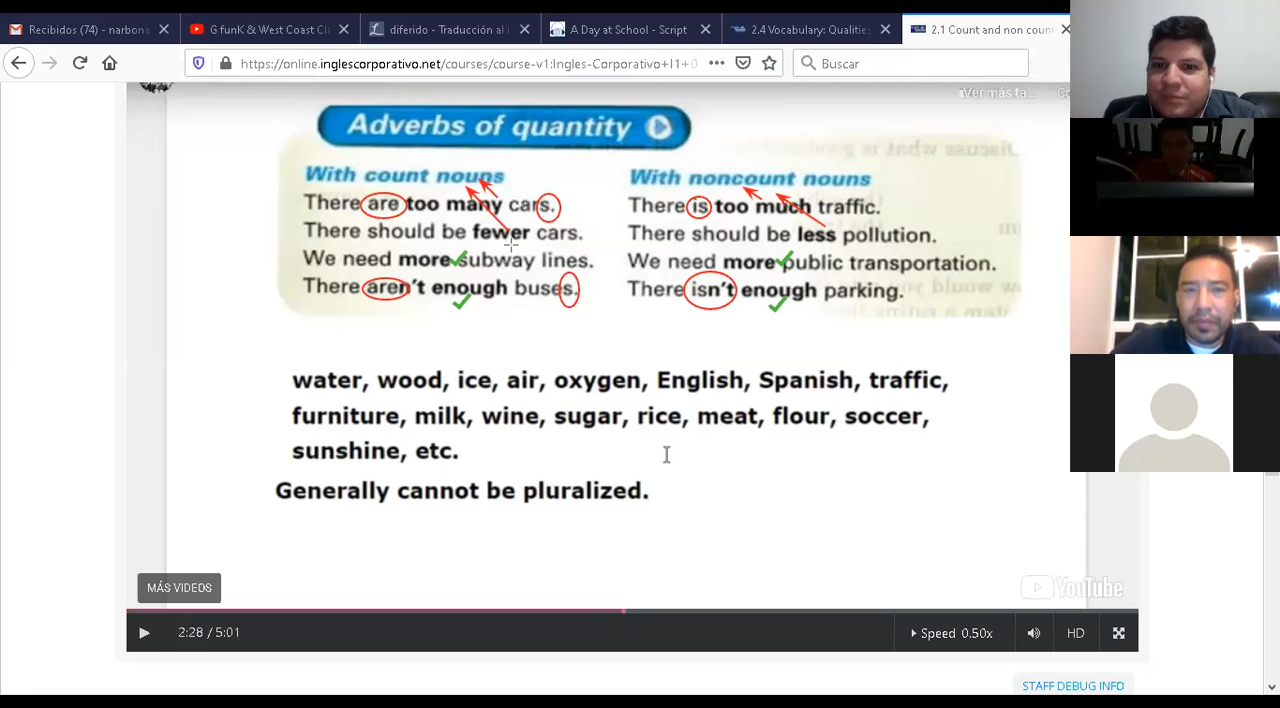 Recibidos (74) - narbona
G funK & West Coast Cl
diferido - Traducción al i
A Day at School - Script
2.4 Vocabulary: Qualities
2.1 Count and non coun
https://online.inglescorporativo.net/courses/course-v1:Ingles-Corporativo+I1+0
Buscar
Ver más ta...
Adverbs of quantity
With count nouns
There are too many cars.
There should be fewer cars.
We need more subway lines.
There aren't enough buses.
With noncount nouns
There is too much traffic.
There should be less pollution.
We need more public transportation.
There isn't enough parking.
water, wood, ice, air, oxygen, English, Spanish, traffic,
furniture, milk, wine, sugar, rice, meat, flour, soccer,
sunshine, etc.
Generally cannot be pluralized.
MÁS VIDEOS
YouTube
2:28 / 5:01
Speed 0.50x
HD
STAFF DEBUG INFO